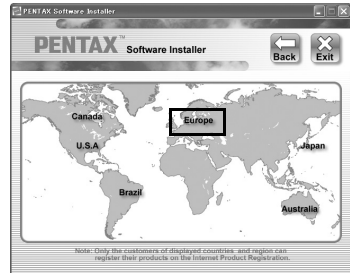 PENTAX Software Installer
PENTAX™ Software Installer
Back
Exit
Canada
Europe
U.S.A
Japan
Brazil
Australia
Note: Only the customers of displayed countries and region can
register their products on the Internet Product Registration.